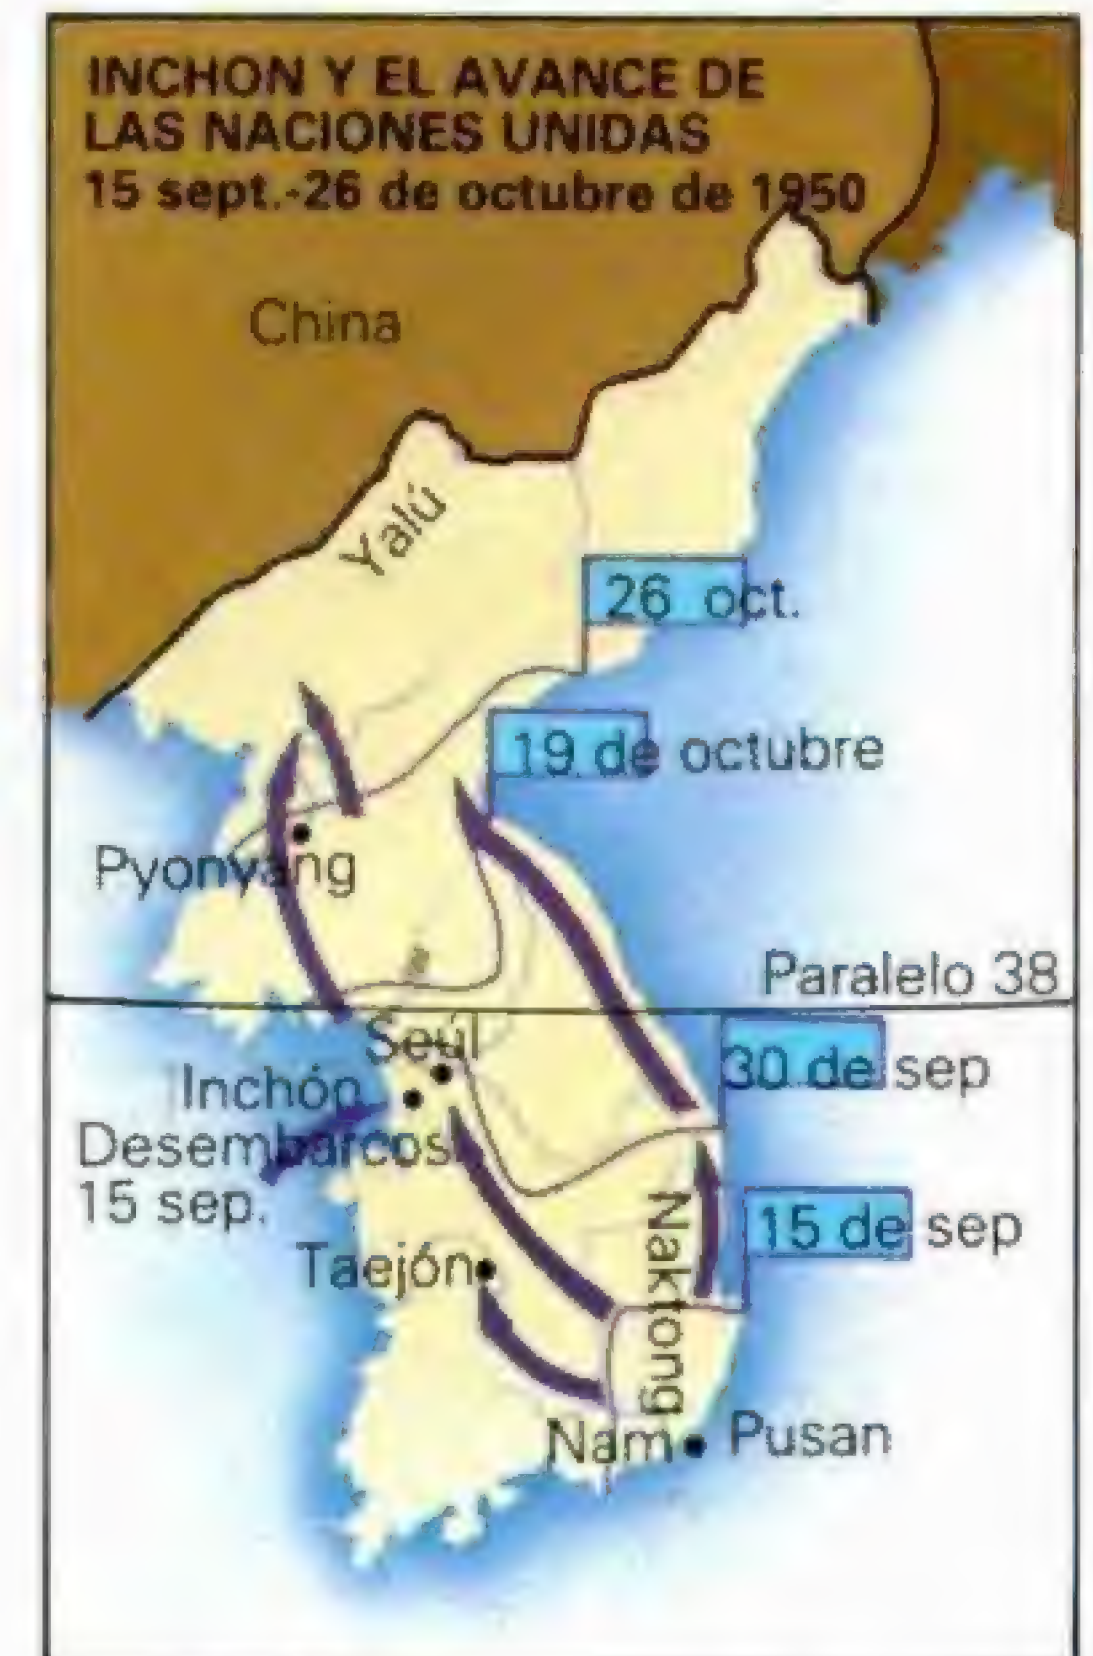 INCHON Y EL AVANCE DE
LAS NACIONES UNIDAS
15 sept.-26 de octubre de 1950
China
Yalú
26 oct.
19 de octubre
Pyonyang
Paralelo 38
Seúl
30 de sep
Inchón
Desembarcos
15 sep.
Naktong
15 de sep
Taejón
Nam
Pusan